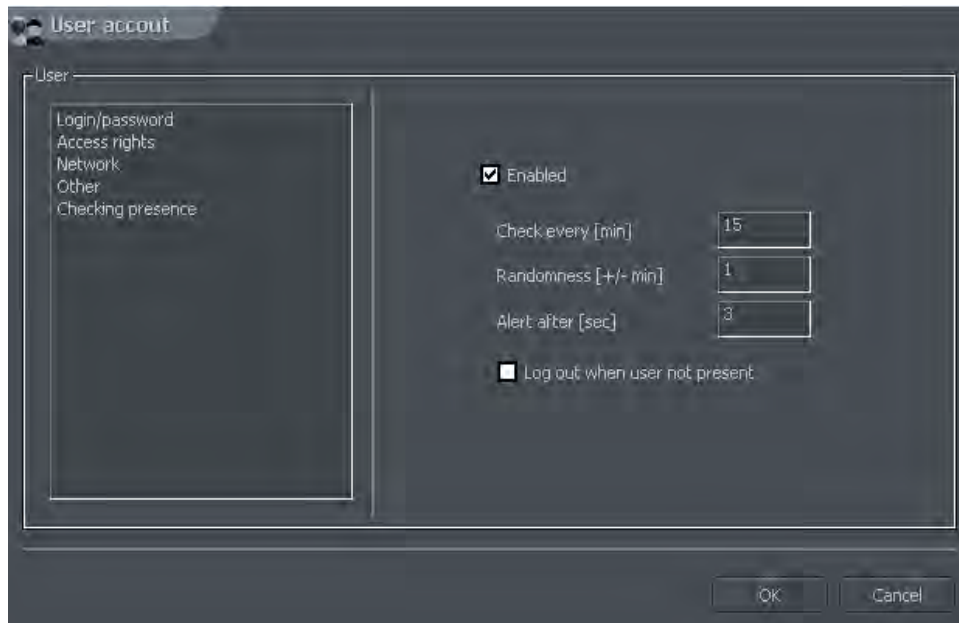 User accout
User
Login/password
Access rights
Network
Other
Checking presence
Enabled
Check every [min] 15
Randomness [+/- min] 1
Alert after [sec] 3
Log out when user not present
OK Cancel